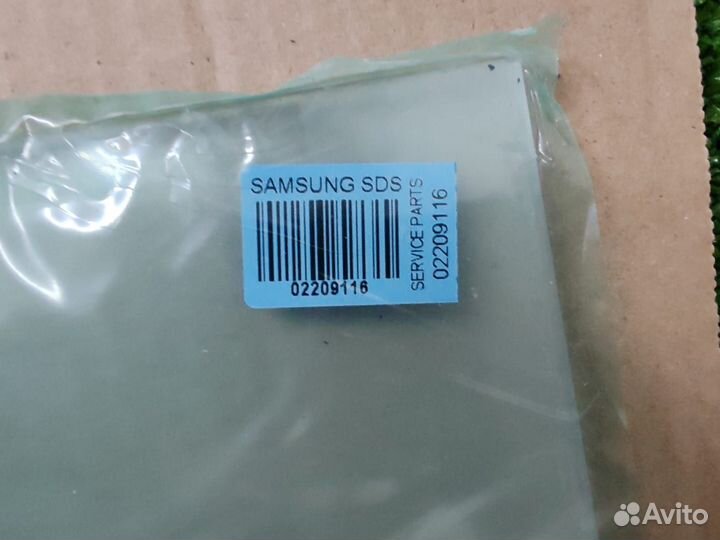 SAMSUNG SDS
02209116
SERVICE PARTS
02209116
Avito